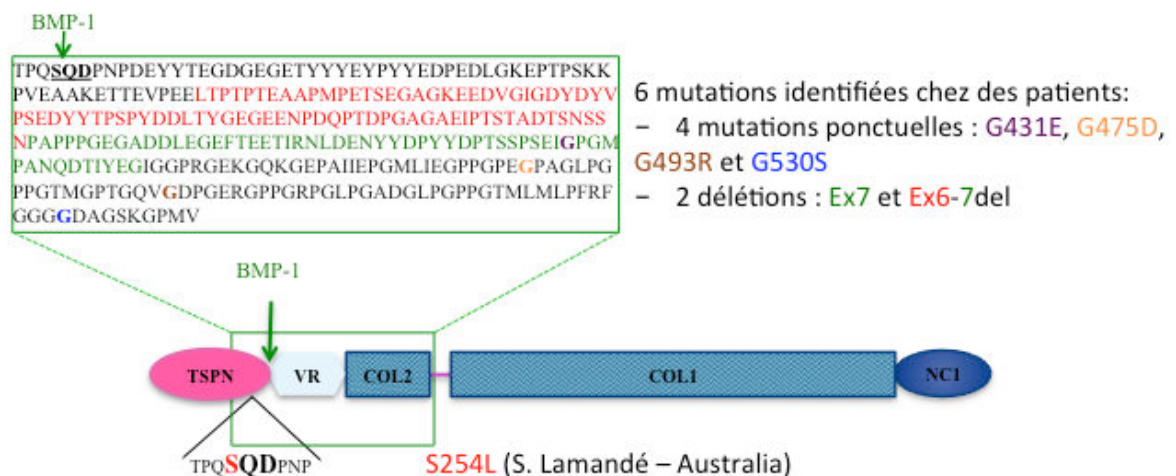 BMP-1
TPQSQDPNPDEYYTEGDGEGETYYYEYPYYEDPEDLGKEPTPSKK
PVEAAKETTEVPEELTPTPTEAAPMPETSEGAGKEEDVGIGDYDYV
PSEDYYTPSPYDDLTYGEGEENPDQPTDPGAGAEIPTSTADTSNSS
NPAPPPGEGADDLEGEFTEETIRNLDENYYDPYYDPTSSPSEIGPGM
PANQDTIYEGIGGPRGEKGQKGEPAIIEPGMLIEGPPGPEGPAGLPG
PPGTMGPTGQVGDPGERGPPGRPGLPGADGLPGPPGTMLMLPFRF
GGGGDAGSKGPMV
6 mutations identifiées chez des patients:
– 4 mutations ponctuelles : G431E, G475D,
G493R et G530S
– 2 délétions : Ex7 et Ex6-7del
BMP-1
TSPN VR COL2 COL1 NC1
TPQSQDPNP
S254L (S. Lamandé – Australia)